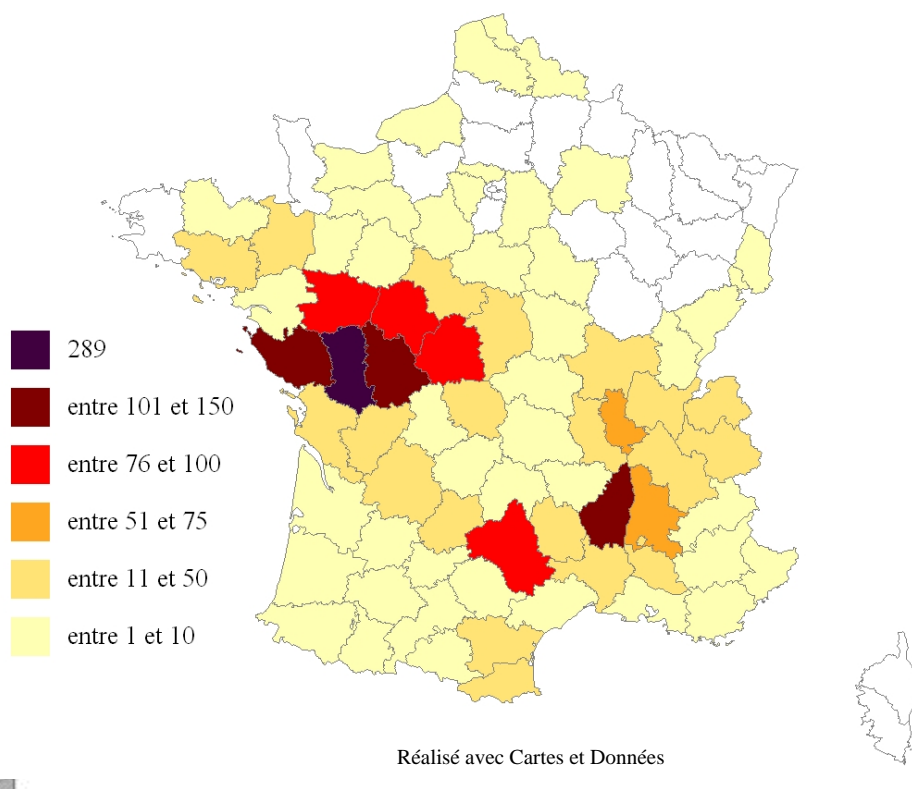 289
entre 101 et 150
entre 76 et 100
entre 51 et 75
entre 11 et 50
entre 1 et 10
Réalisé avec Cartes et Données